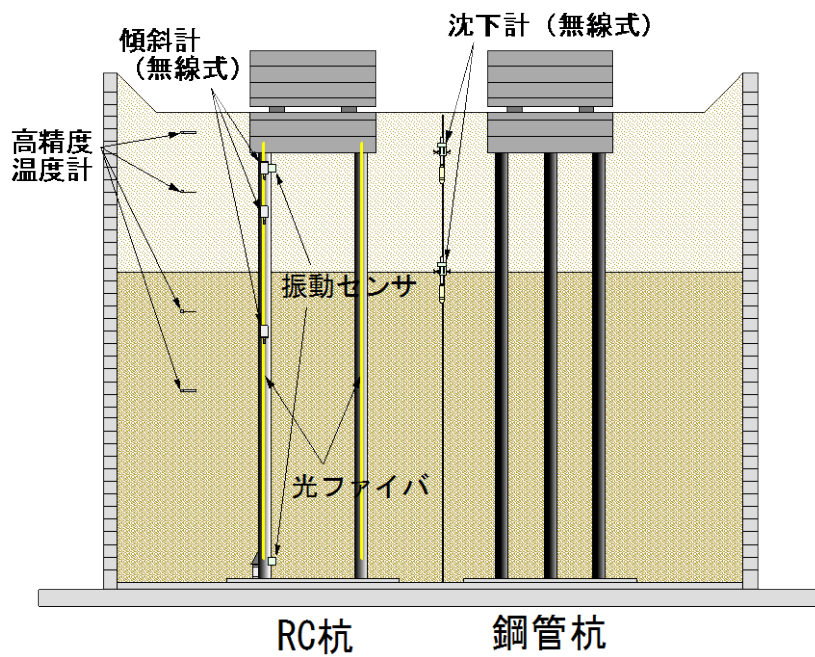 沈下計（無線式）
傾斜計
（無線式）
高精度
温度計
振動センサ
光ファイバ
RC杭
鋼管杭